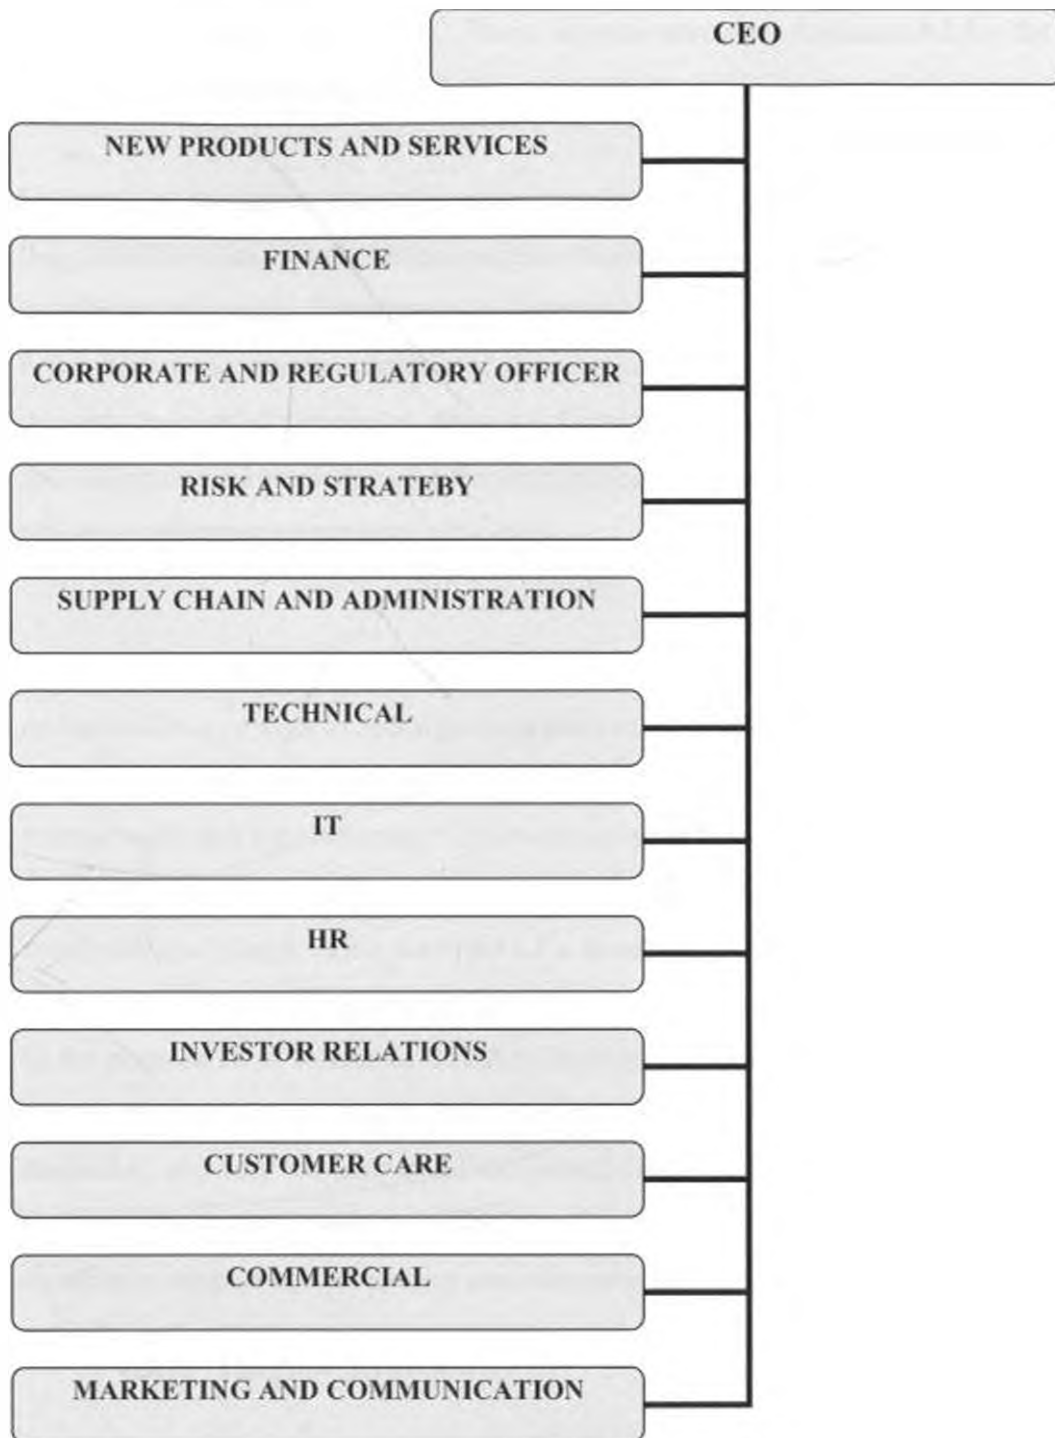 CEO
NEW PRODUCTS AND SERVICES
FINANCE
CORPORATE AND REGULATORY OFFICER
RISK AND STRATEBY
SUPPLY CHAIN AND ADMINISTRATION
TECHNICAL
IT
HR
INVESTOR RELATIONS
CUSTOMER CARE
COMMERCIAL
MARKETING AND COMMUNICATION